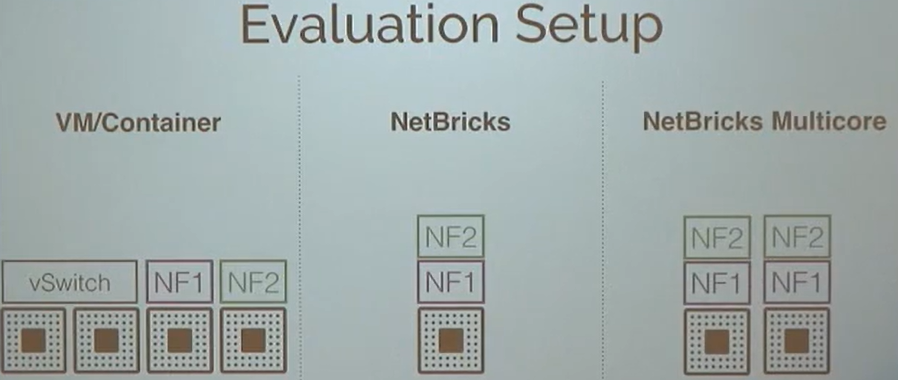 Evaluation Setup
VM/Container
NetBricks
NetBricks Multicore
NF2
NF2
NF2
vSwitch
NF1
NF2
NF1
NF1
NF1